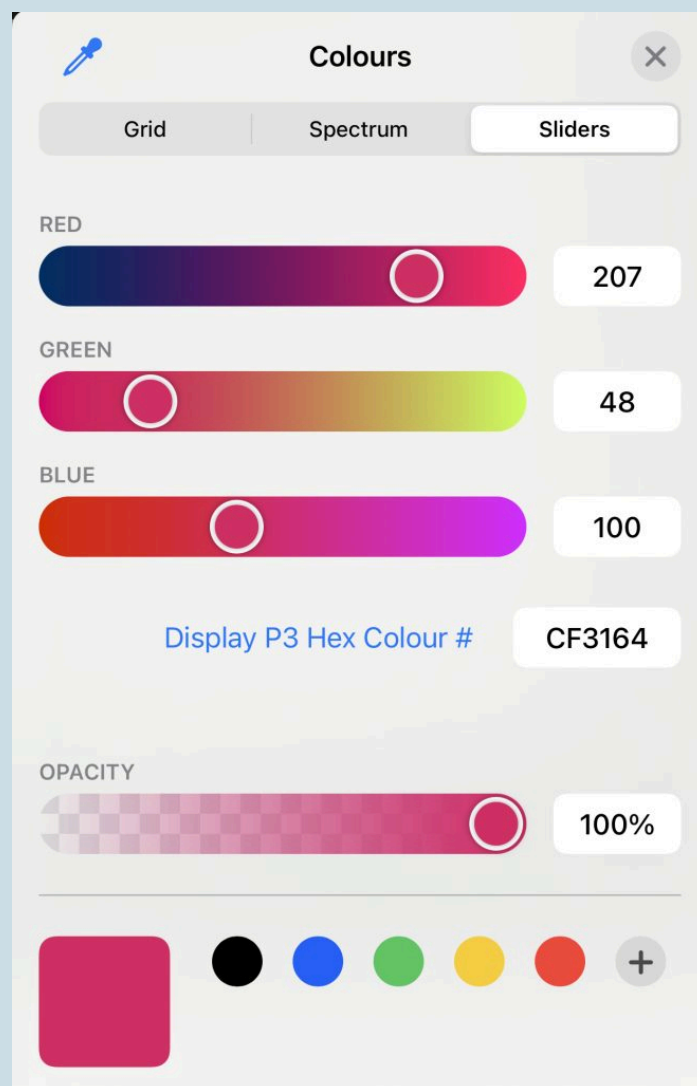 Colours
Grid Spectrum Sliders
RED
207
GREEN
48
BLUE
100
Display P3 Hex Colour # CF3164
OPACITY
100%